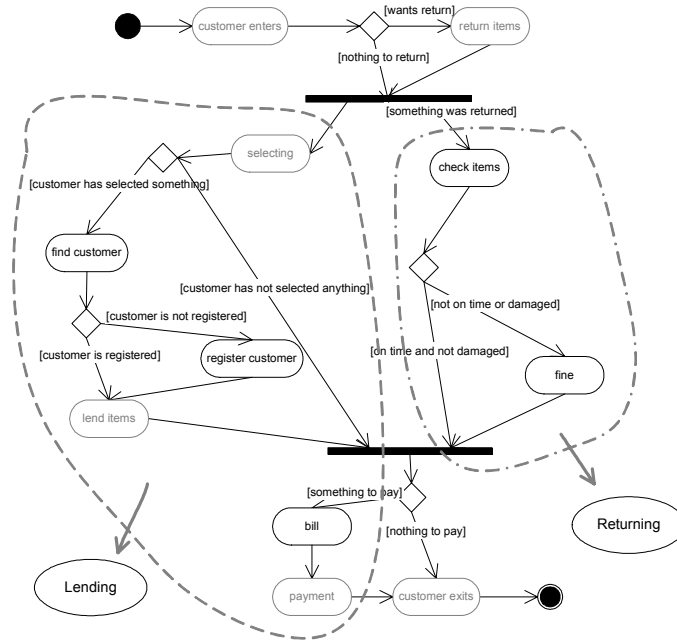 [wants return]
customer enters
return items
[nothing to return]
[something was returned]
selecting
check items
[customer has selected something]
find customer
[customer has not selected anything]
[not on time or damaged]
[customer is not registered]
[customer is registered]
register customer
[on time and not damaged]
fine
lend items
[something to pay]
bill
[nothing to pay]
Returning
Lending
payment
customer exits